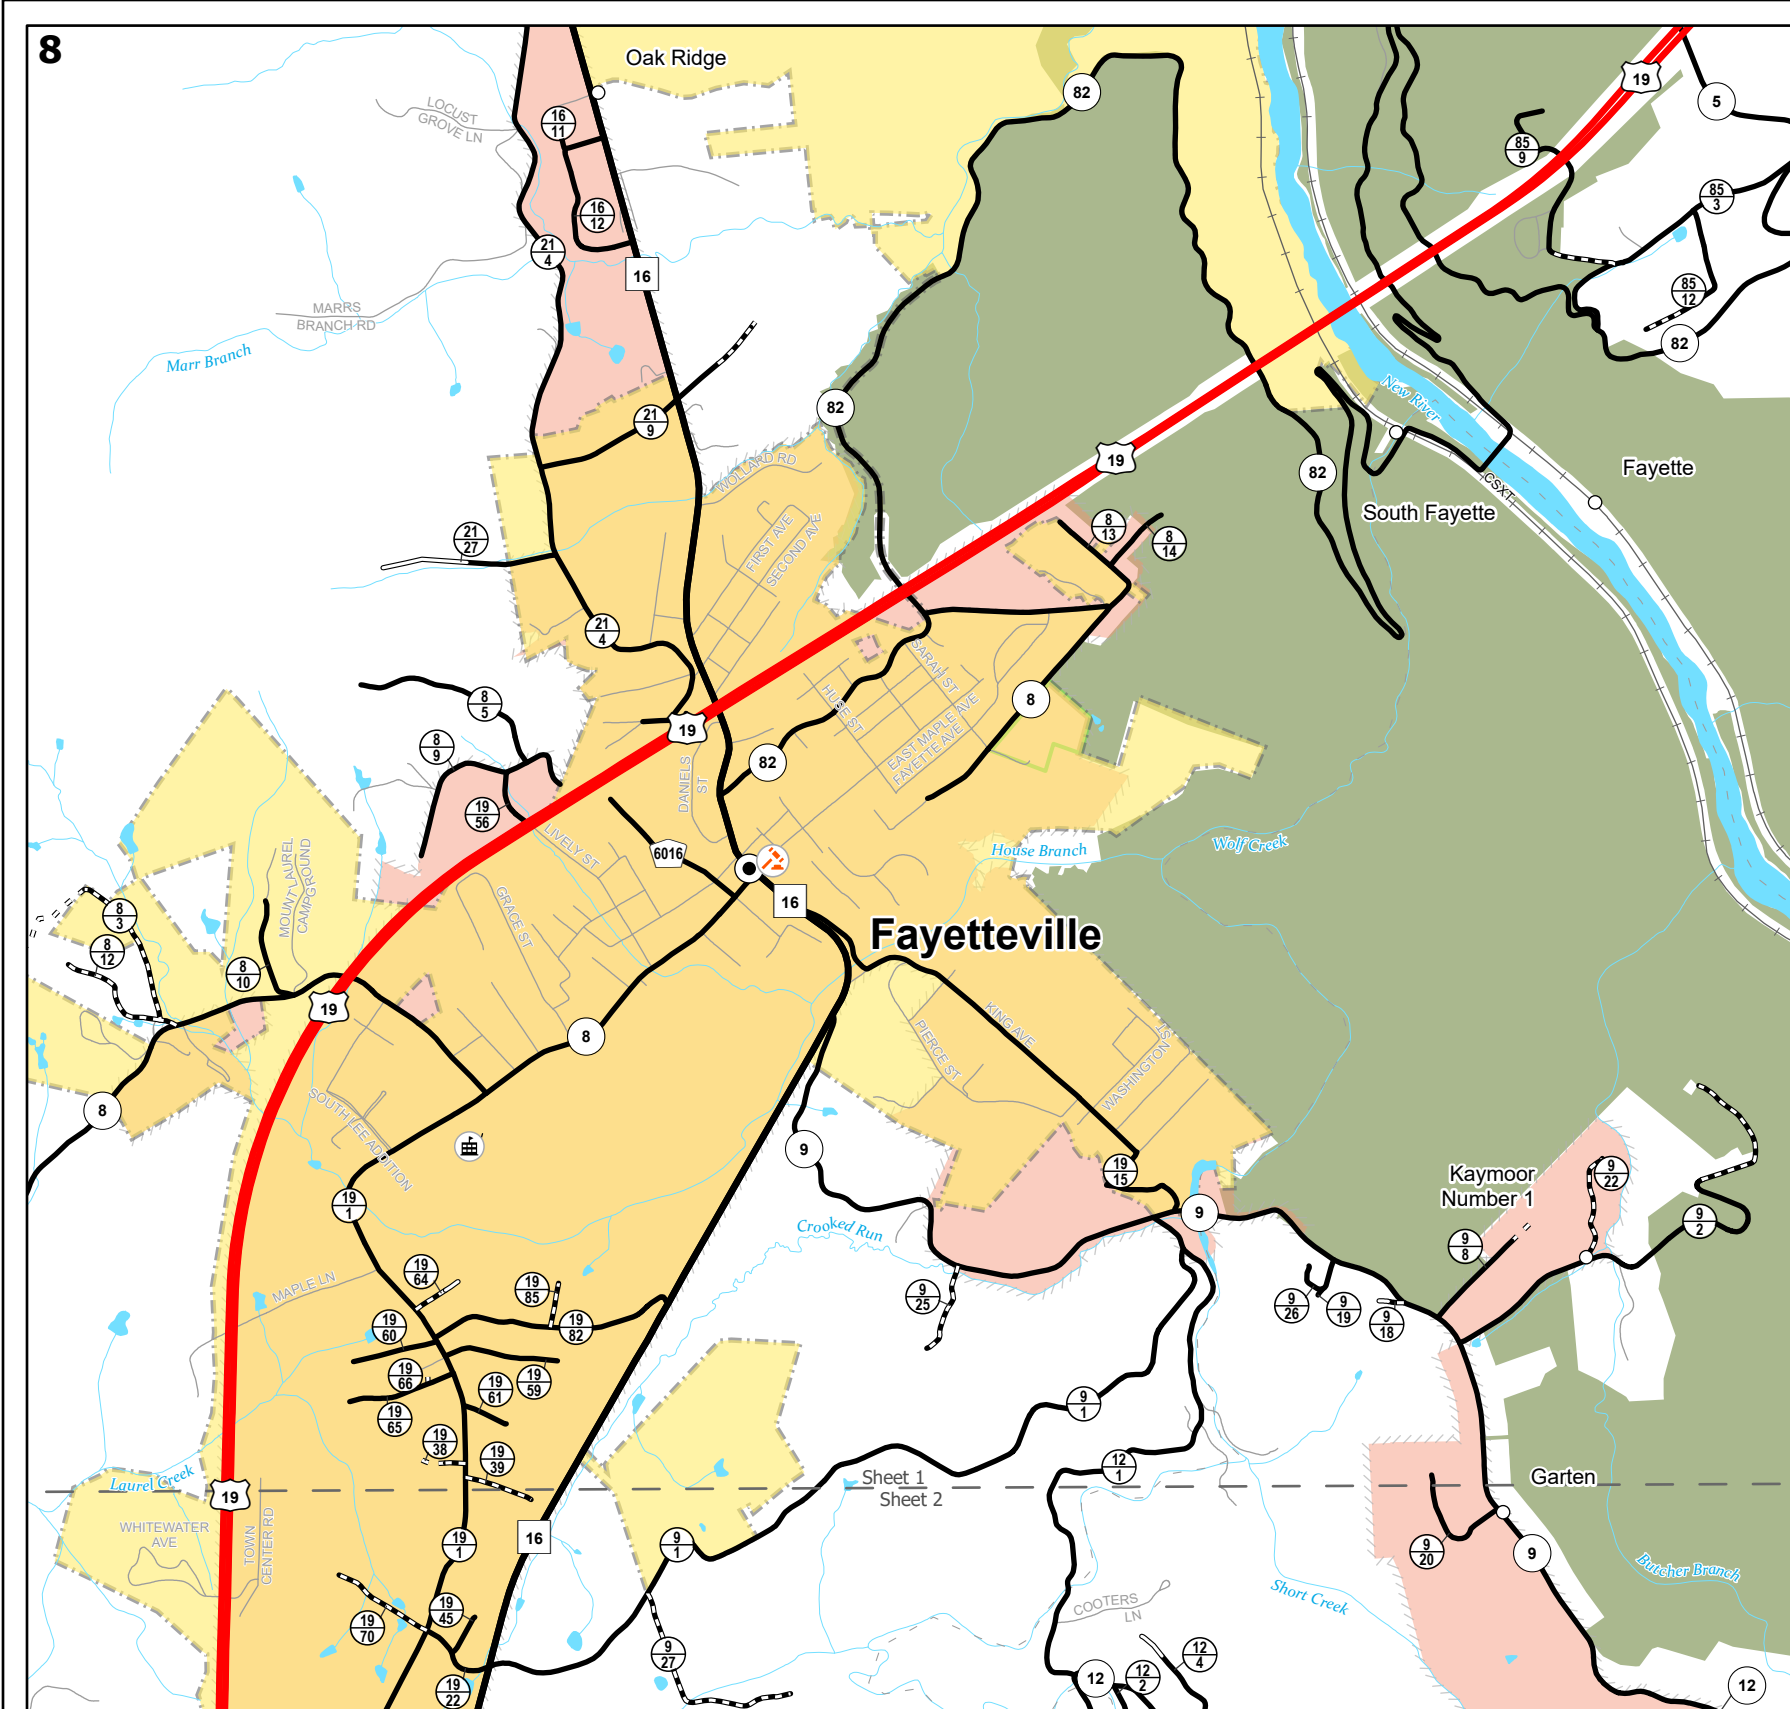 8
Oak Ridge
82
19
5
LOCUST
GROVE LN
16
11
85
9
85
3
16
12
21
4
16
85
12
MARRS
BRANCH RD
82
Marr Branch
New River
82
21
9
19
WOLLARD RD
82
Fayette
CSXT
South Fayette
FIRST AVE
SECOND AVE
8
13
8
14
21
27
21
4
SARAH ST
8
5
HUSE ST
8
19
EAST MAPLE AVE
FAYETTE AVE
8
9
82
DANIELS
ST
19
56
LIVELY ST
6016
House Branch
Wolf Creek
MOUNT LAUREL
CAMPGROUND
GRACE ST
16
8
3
Fayetteville
8
12
8
10
19
KING AVE
PIERCE ST
WASHINGTON ST
8
8
SOUTH LEE ADDITION
9
19
15
Kaymoor
Number 1
9
22
19
1
9
9
2
Crooked Run
9
8
19
64
MAPLE LN
19
85
9
25
9
26
9
19
9
18
19
60
19
82
19
66
19
59
19
61
19
65
9
1
19
38
19
39
12
1
Laurel Creek
Sheet 1
Sheet 2
Garten
19
WHITEWATER
AVE
TOWN
CENTER RD
16
19
1
9
1
9
20
9
Butcher Branch
Short Creek
COOTERS
LN
19
45
19
70
9
27
12
4
12
12
2
12
19
22